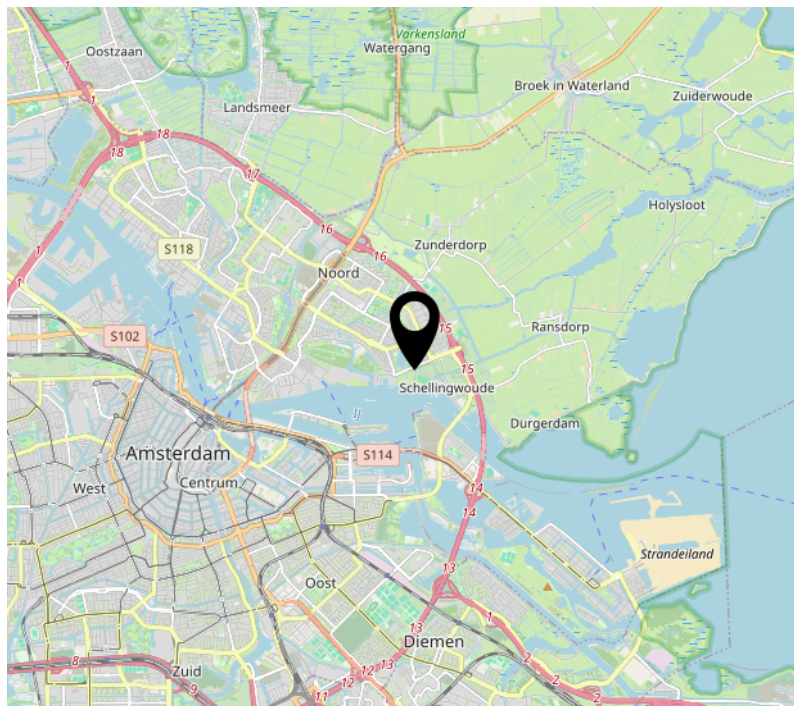 Varkensland
Oostzaan
Watergang
1
Broek in Waterland
1
Zuiderwoude
Landsmeer
18
18
17
Holysloot
16
Zunderdorp
S118
1
16
Noord
1
15
Ransdorp
S102
15
Schellingwoude
IJ
Durgerdam
Amsterdam
S114
West
Centrum
14
14
Strandeiland
13
Oost
1
13
Diemen
2
8
13
Zuid
12
2
12
9
11
2